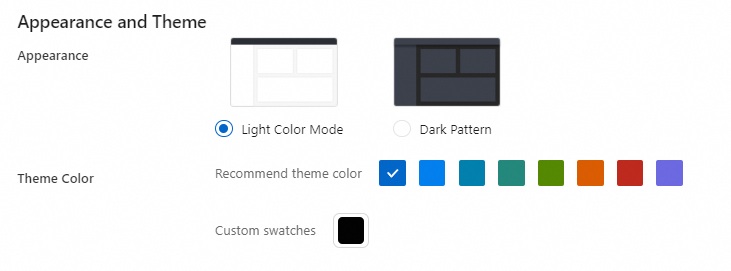 Appearance and Theme
Appearance
Light Color Mode
Dark Pattern
Theme Color
Recommend theme color
Custom swatches